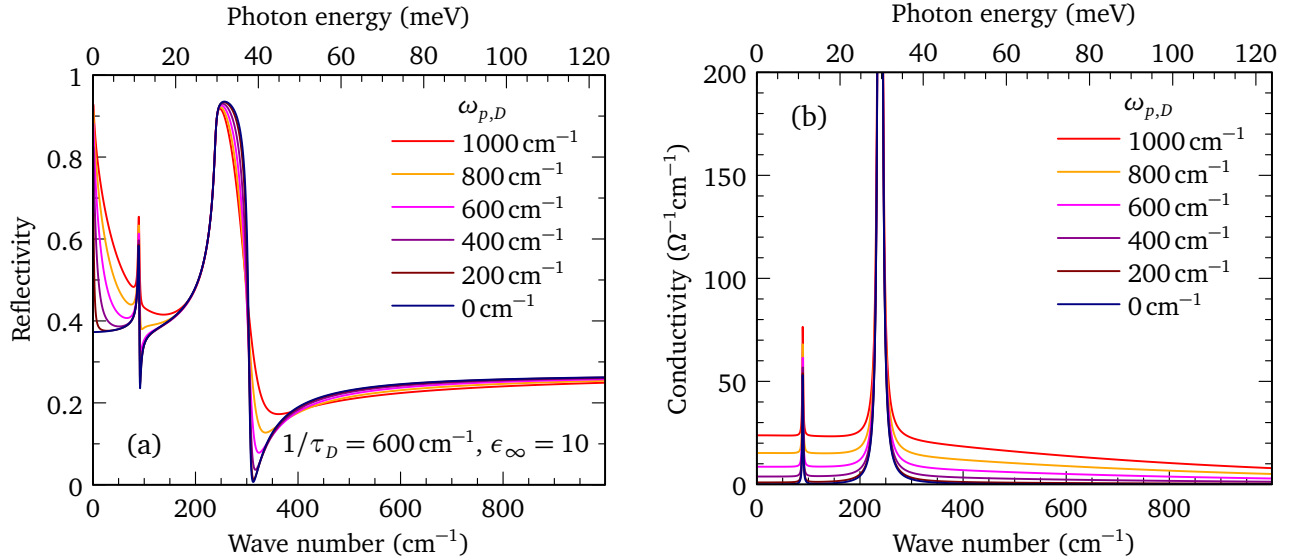 Photon energy (meV)
0 20 40 60 80 100 120
1
0.8
0.6
0.4
0.2
0
Reflectivity
ω_{p,D}
1000 cm⁻¹
800 cm⁻¹
600 cm⁻¹
400 cm⁻¹
200 cm⁻¹
0 cm⁻¹
(a)
1/τ_D = 600 cm⁻¹, ϵ_∞ = 10
0 200 400 600 800
Wave number (cm⁻¹)
Photon energy (meV)
0 20 40 60 80 100 120
200
150
100
50
0
Conductivity (Ω⁻¹cm⁻¹)
(b)
ω_{p,D}
1000 cm⁻¹
800 cm⁻¹
600 cm⁻¹
400 cm⁻¹
200 cm⁻¹
0 cm⁻¹
0 200 400 600 800
Wave number (cm⁻¹)